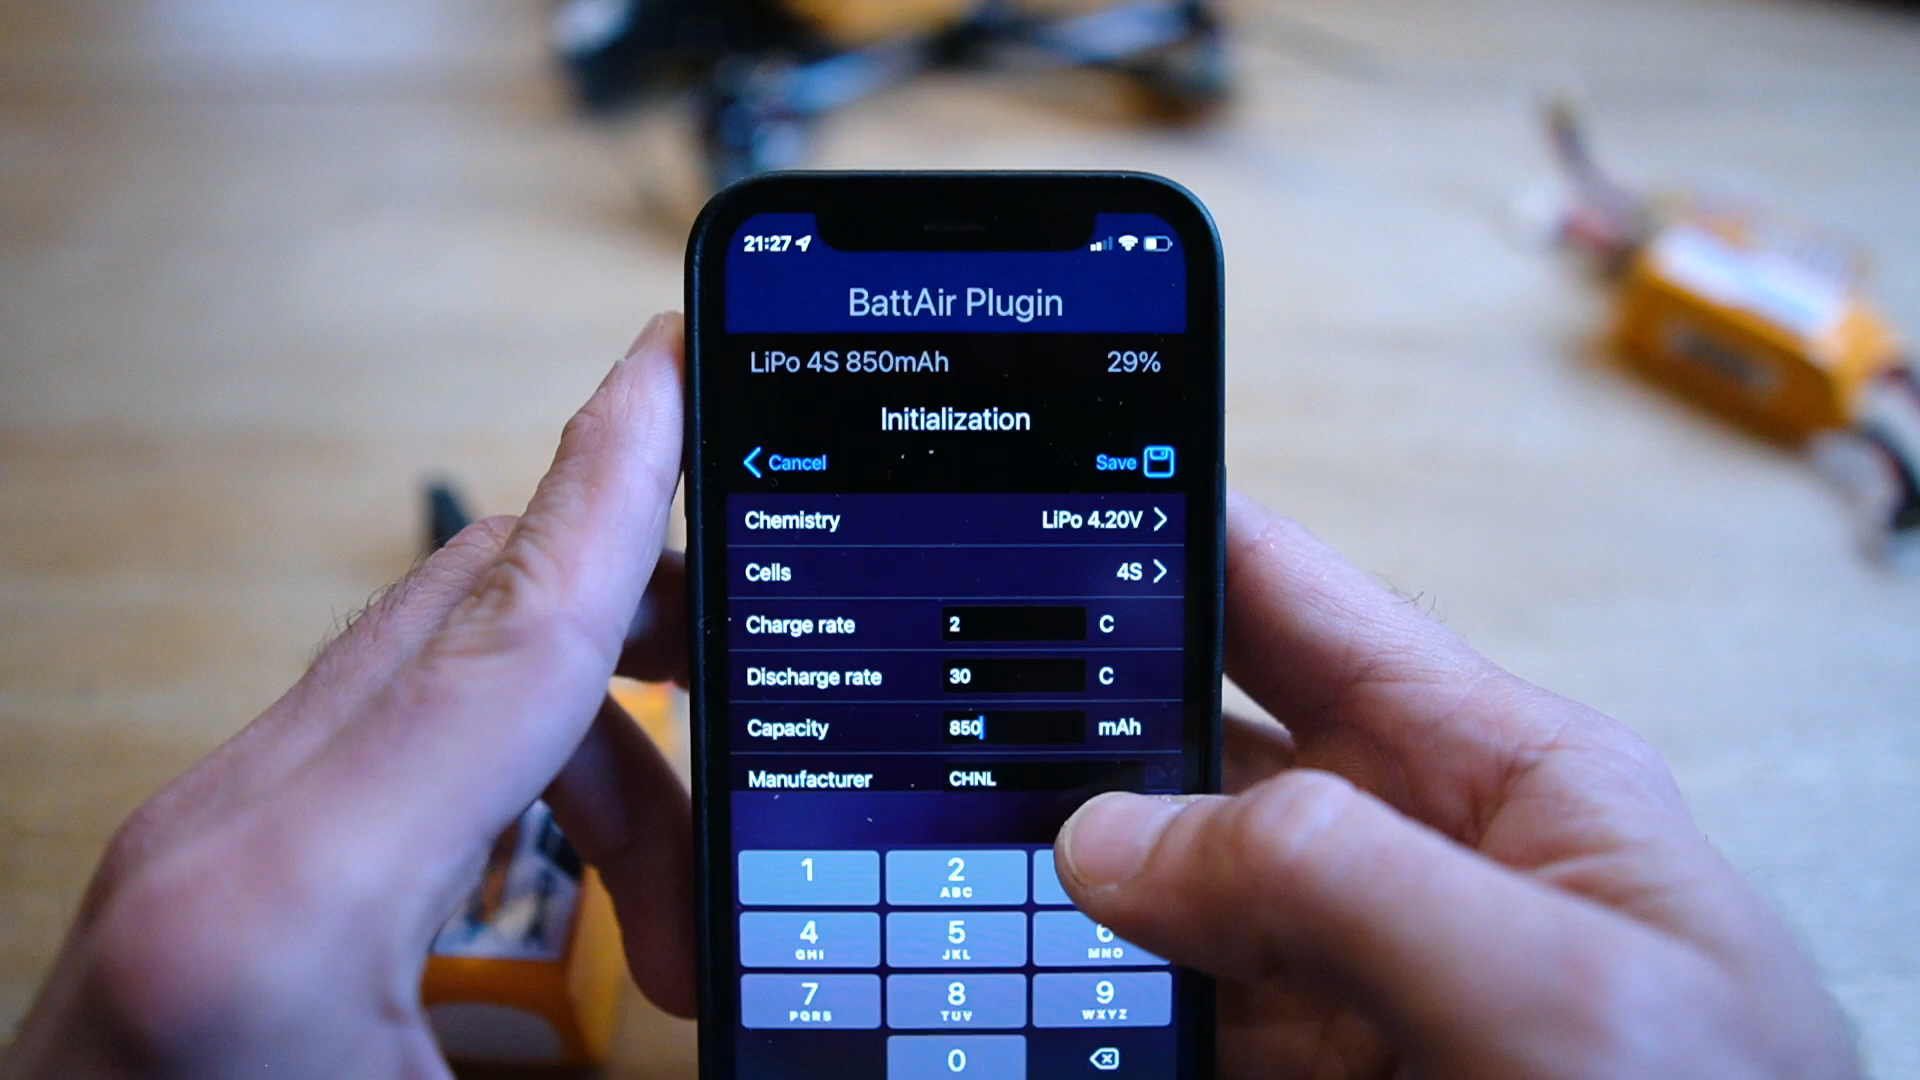 21:27
BattAir Plugin
LiPo 4S 850mAh 29%
Initialization
Cancel Save
Chemistry LiPo 4.20V
Cells 4S
Charge rate 2 C
Discharge rate 30 C
Capacity 850 mAh
Manufacturer CHNL
1 2
ABC
4 5 6
GHI JKL MNO
7 8 9
PQRS TUV WXYZ
0